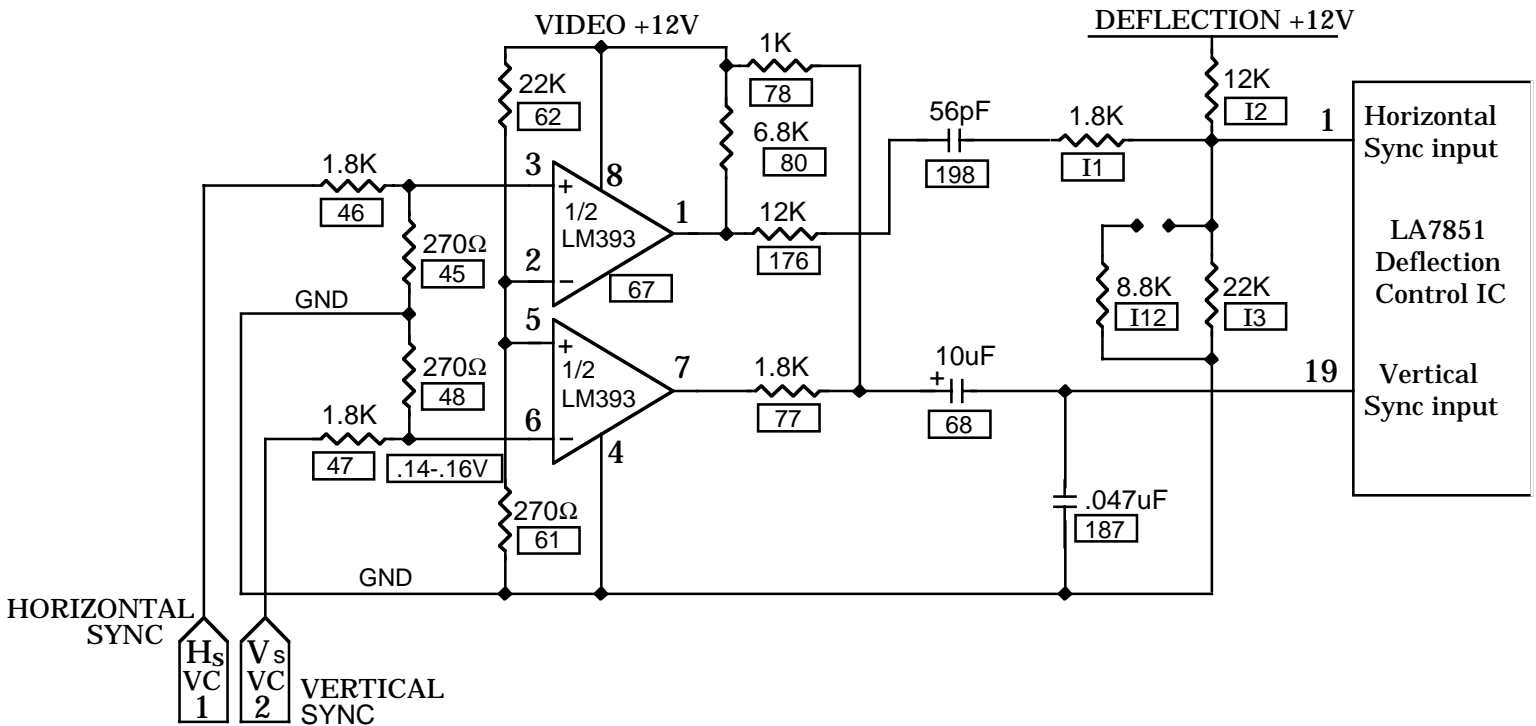 VIDEO +12V
DEFLECTION +12V
22K
62
1K
78
6.8K
80
12K
I2
56pF
198
1.8K
I1
1
Horizontal
Sync input
1.8K
46
3
+
8
1/2
LM393
1
2
−
67
12K
176
270Ω
45
GND
8.8K
I12
22K
I3
LA7851
Deflection
Control IC
5
+
1/2
LM393
7
6
−
4
270Ω
48
1.8K
47
.14-.16V
1.8K
77
+
10uF
68
19
Vertical
Sync input
270Ω
61
.047uF
187
GND
HORIZONTAL
SYNC
Hs
VC
1
Vs
VC
2
VERTICAL
SYNC